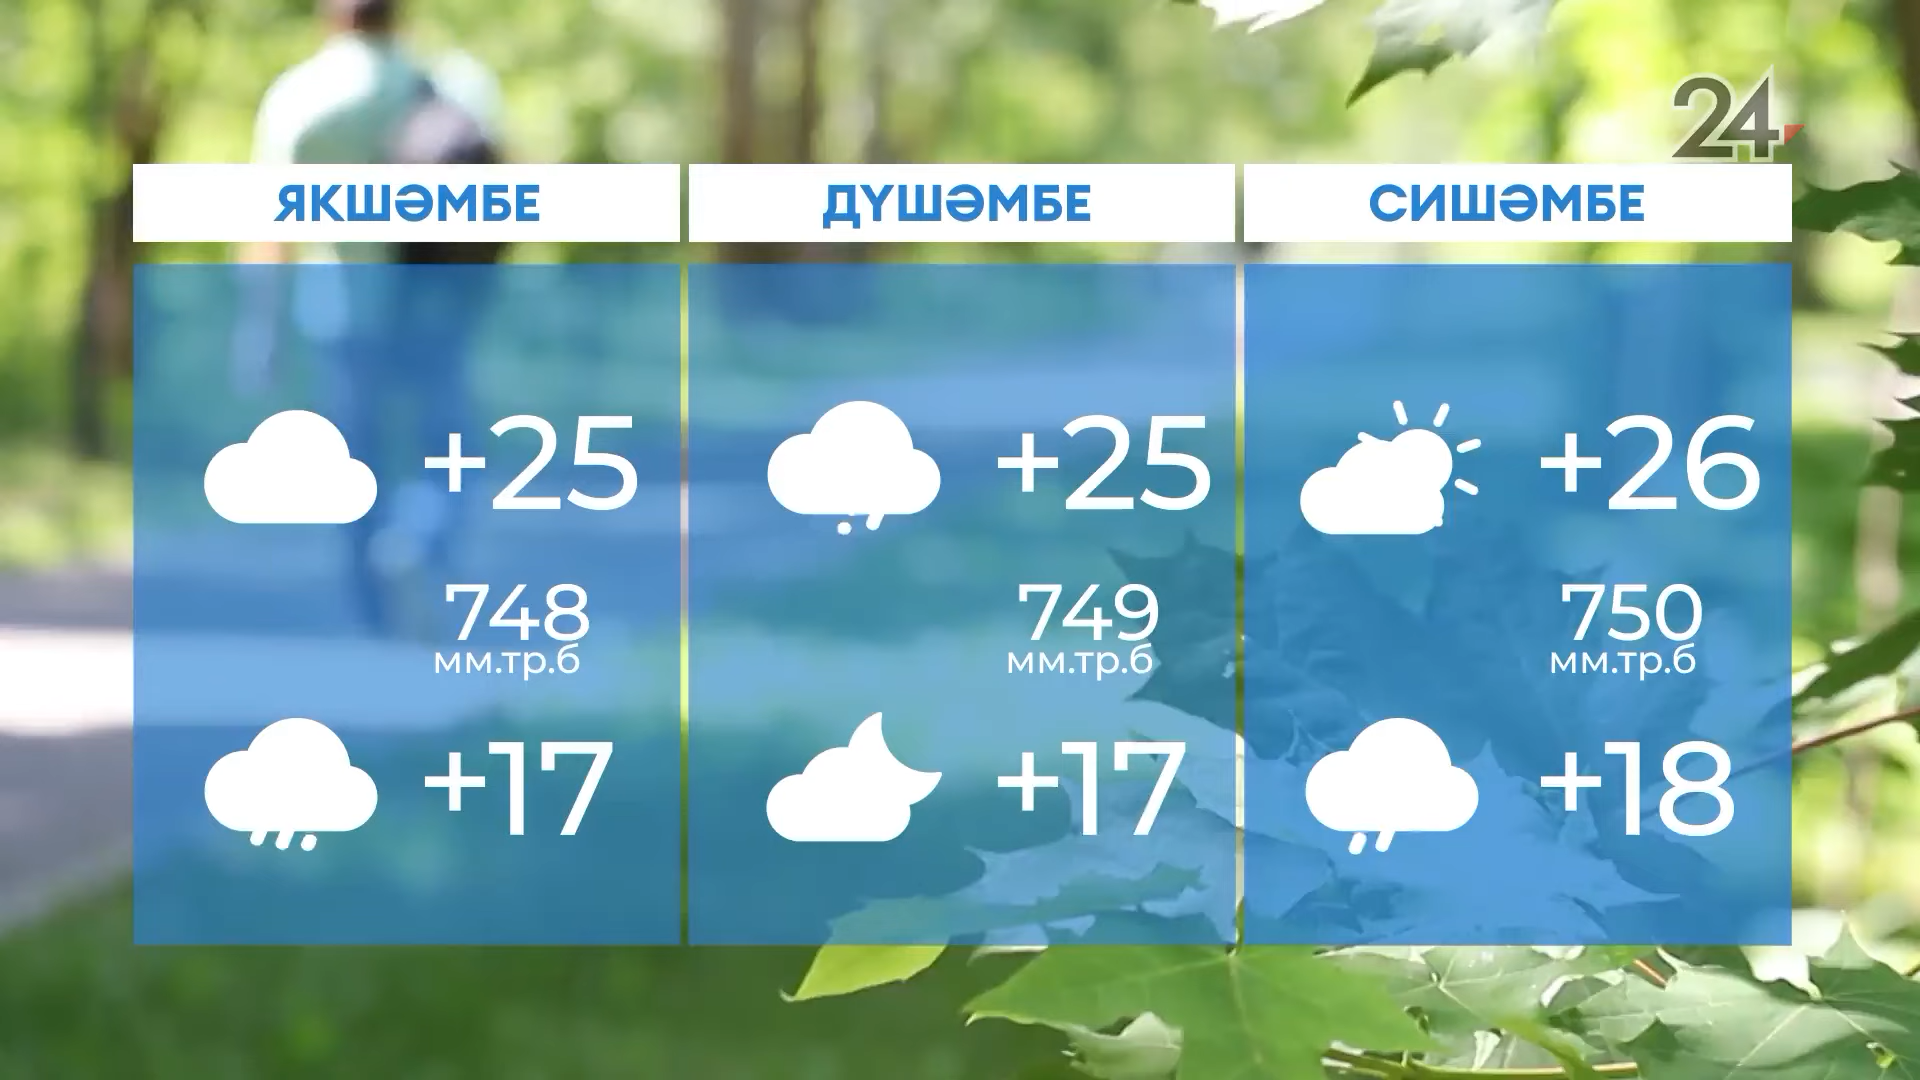 24
ЯКШӘМБЕ
ДҮШӘМБЕ
СИШӘМБЕ
+25
+25
+26
748
749
750
мм.тр.б
мм.тр.б
мм.тр.б
+17
+17
+18